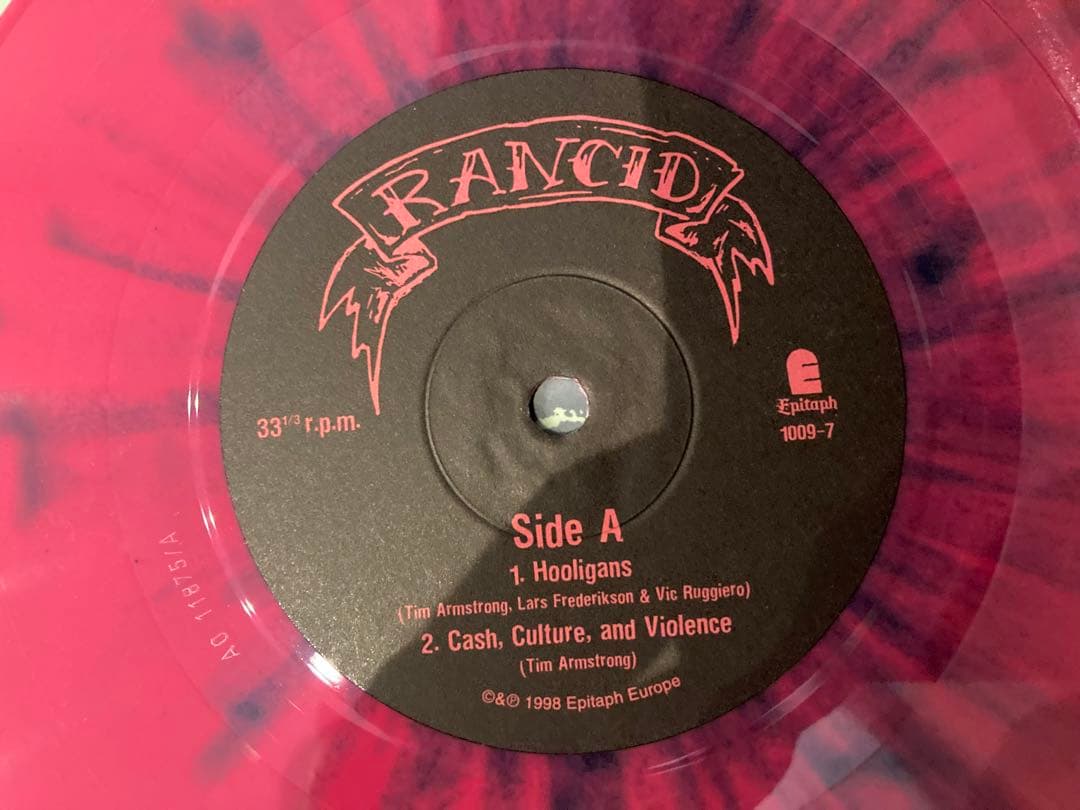 RANCID
33 1/3 r.p.m.
Epitaph
1009-7
Side A
1. Hooligans
(Tim Armstrong, Lars Frederikson & Vic Ruggiero)
2. Cash, Culture, and Violence
(Tim Armstrong)
©&℗ 1998 Epitaph Europe
AO 11875/A